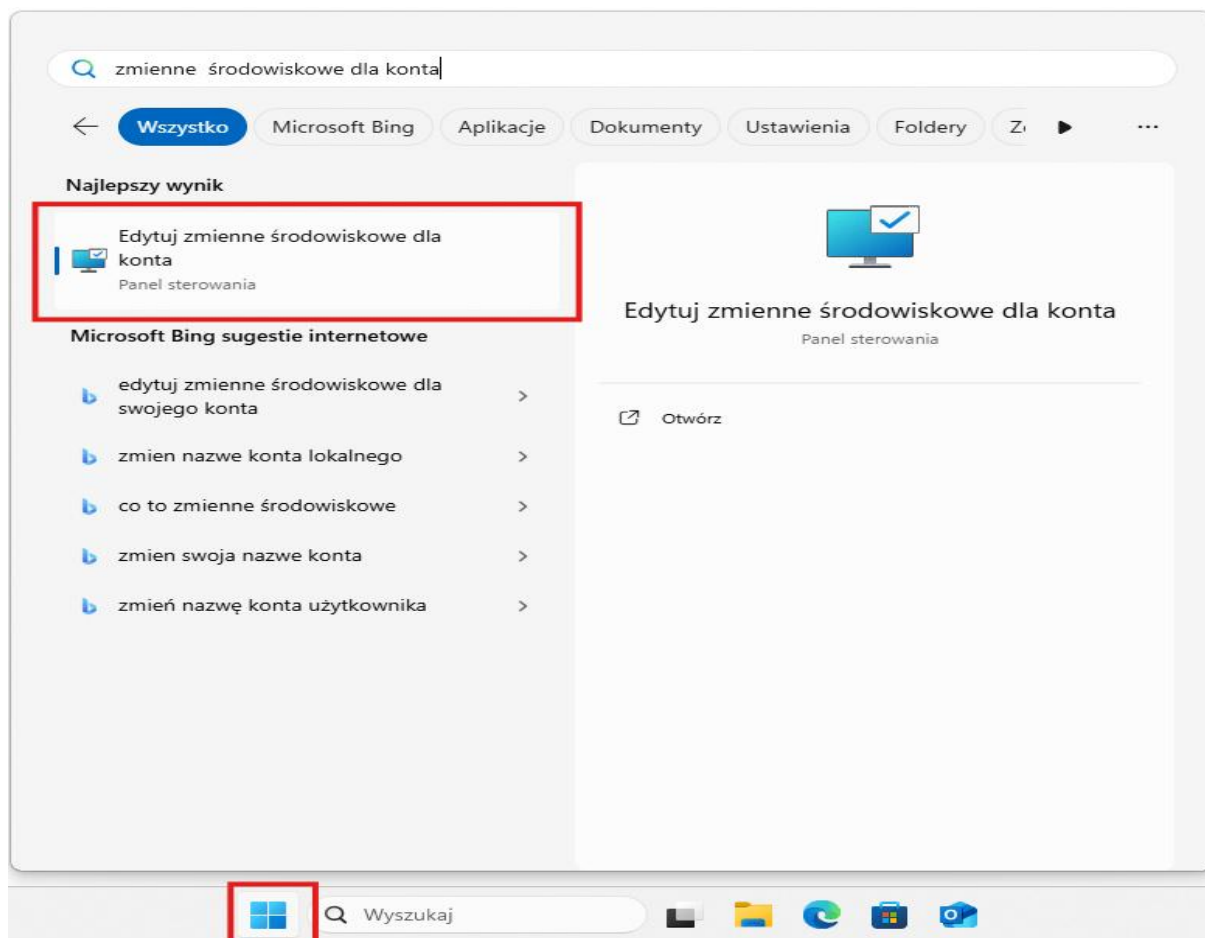 zmienne  środowiskowe dla konta
Wszystko Microsoft Bing Aplikacje Dokumenty Ustawienia Foldery
Najlepszy wynik
Edytuj zmienne środowiskowe dla
konta
Panel sterowania
Microsoft Bing sugestie internetowe
edytuj zmienne środowiskowe dla
swojego konta
zmien nazwe konta lokalnego
co to zmienne środowiskowe
zmien swoja nazwe konta
zmień nazwę konta użytkownika
Edytuj zmienne środowiskowe dla konta
Panel sterowania
Otwórz
Wyszukaj